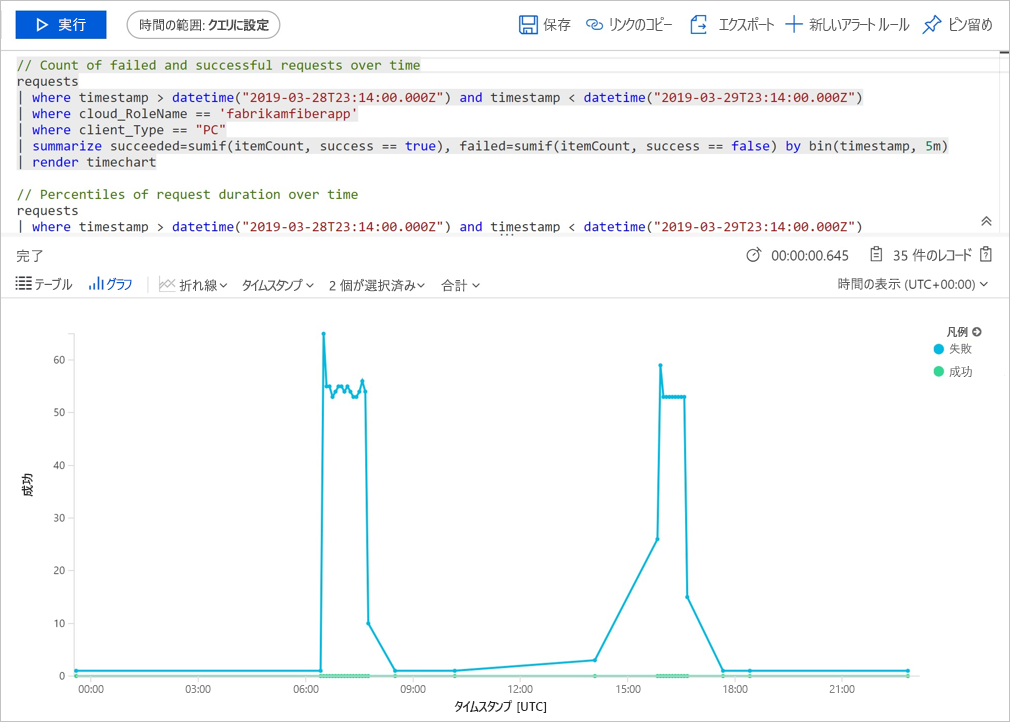 実行 時間の範囲: クエリに設定 保存 リンクのコピー エクスポート 新しいアラート ルール ピン留め
// Count of failed and successful requests over time
requests
| where timestamp > datetime("2019-03-28T23:14:00.000Z") and timestamp < datetime("2019-03-29T23:14:00.000Z")
| where cloud_RoleName == 'fabrikamfiberapp'
| where client_Type == "PC"
| summarize succeeded=sumif(itemCount, success == true), failed=sumif(itemCount, success == false) by bin(timestamp, 5m)
| render timechart
// Percentiles of request duration over time
requests
| where timestamp > datetime("2019-03-28T23:14:00.000Z") and timestamp < datetime("2019-03-29T23:14:00.000Z")
完了 00:00:00.645 35 件のレコード
テーブル グラフ 折れ線 タイムスタンプ 2 個が選択済み 合計 時間の表示 (UTC+00:00)
凡例
失敗
成功
60
50
40
30
20
10
0
成功
00:00 03:00 06:00 09:00 12:00 15:00 18:00 21:00
タイムスタンプ [UTC]